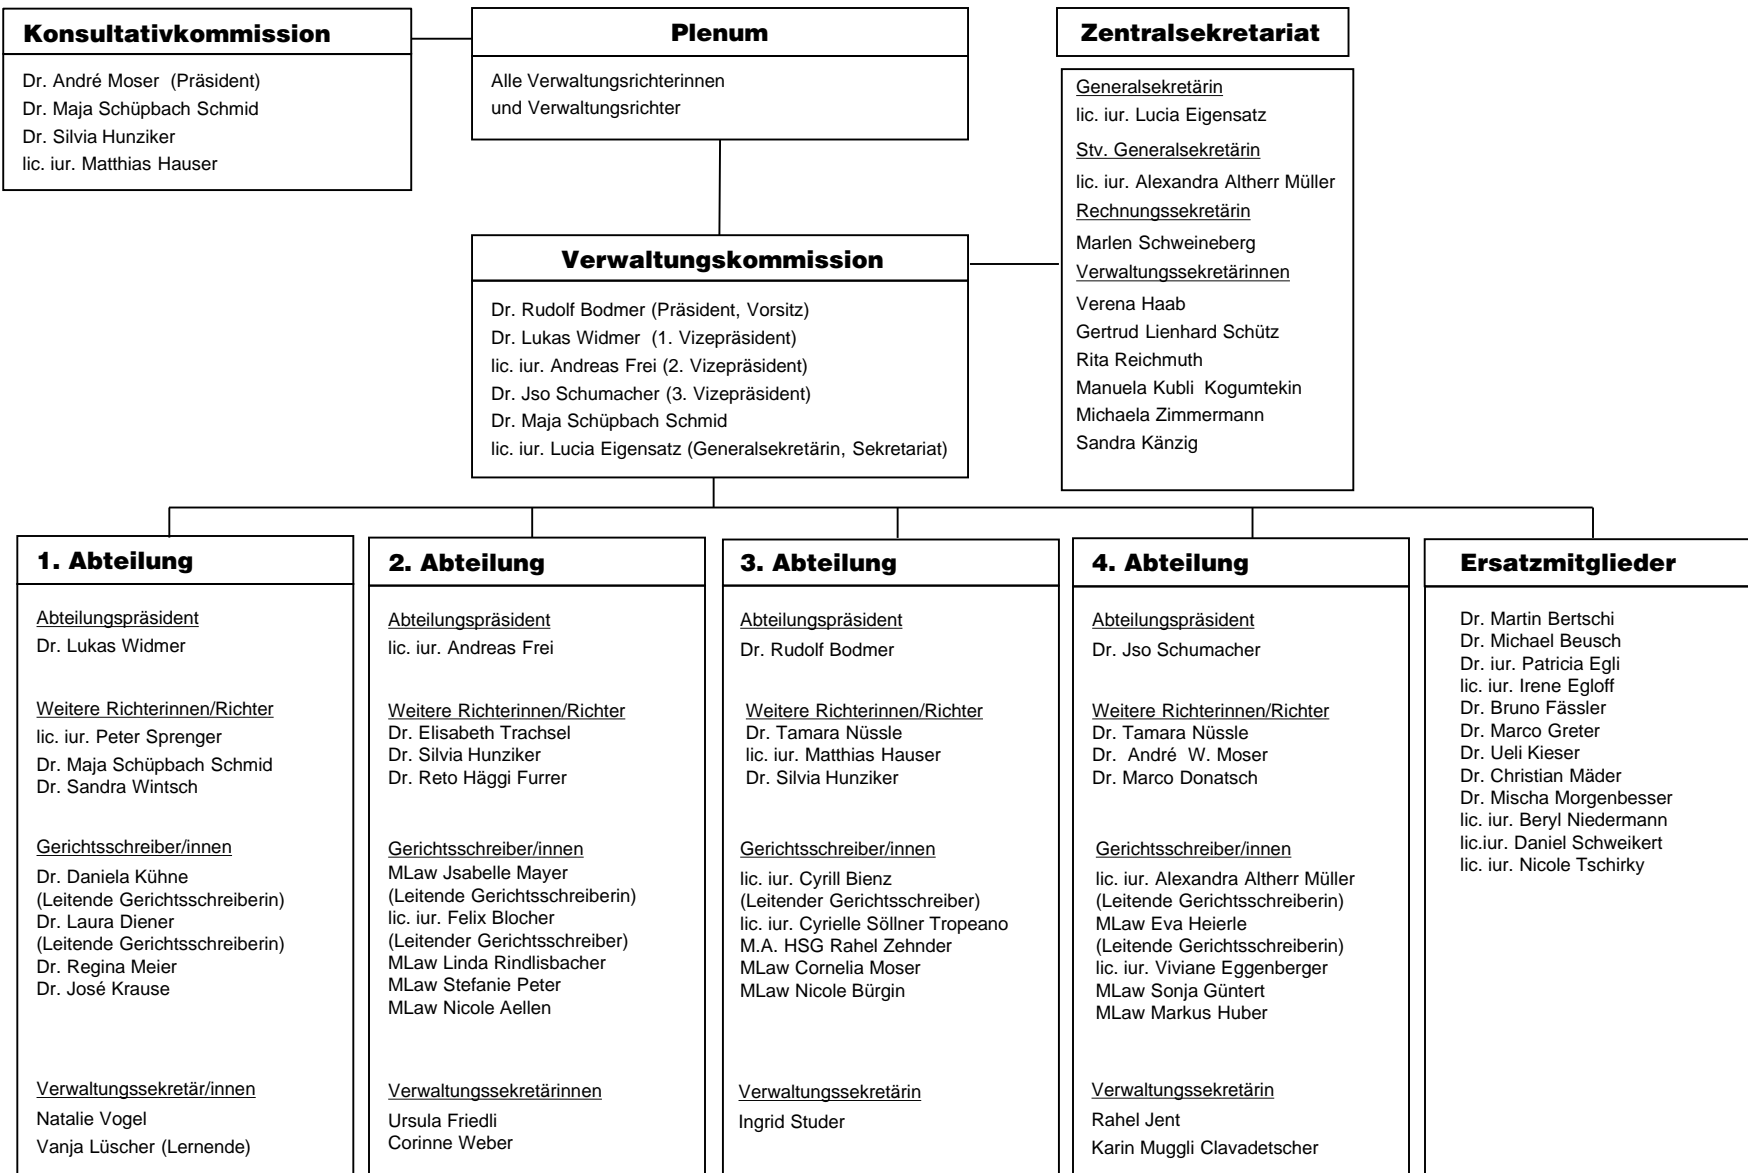 Konsultativkommission
Dr. André Moser  (Präsident)
Dr. Maja Schüpbach Schmid
Dr. Silvia Hunziker
lic. iur. Matthias Hauser
Plenum
Alle Verwaltungsrichterinnen
und Verwaltungsrichter
Zentralsekretariat
Generalsekretärin
lic. iur. Lucia Eigensatz
Stv. Generalsekretärin
lic. iur. Alexandra Altherr Müller
Rechnungssekretärin
Marlen Schweineberg
Verwaltungssekretärinnen
Verena Haab
Gertrud Lienhard Schütz
Rita Reichmuth
Manuela Kubli  Kogumtekin
Michaela Zimmermann
Sandra Känzig
Verwaltungskommission
Dr. Rudolf Bodmer (Präsident, Vorsitz)
Dr. Lukas Widmer  (1. Vizepräsident)
lic. iur. Andreas Frei (2. Vizepräsident)
Dr. Jso Schumacher (3. Vizepräsident)
Dr. Maja Schüpbach Schmid
lic. iur. Lucia Eigensatz (Generalsekretärin, Sekretariat)
1. Abteilung
Abteilungspräsident
Dr. Lukas Widmer
Weitere Richterinnen/Richter
lic. iur. Peter Sprenger
Dr. Maja Schüpbach Schmid
Dr. Sandra Wintsch
Gerichtsschreiber/innen
Dr. Daniela Kühne
(Leitende Gerichtsschreiberin)
Dr. Laura Diener
(Leitende Gerichtsschreiberin)
Dr. Regina Meier
Dr. José Krause
Verwaltungssekretär/innen
Natalie Vogel
Vanja Lüscher (Lernende)
2. Abteilung
Abteilungspräsident
lic. iur. Andreas Frei
Weitere Richterinnen/Richter
Dr. Elisabeth Trachsel
Dr. Silvia Hunziker
Dr. Reto Häggi Furrer
Gerichtsschreiber/innen
MLaw Jsabelle Mayer
(Leitende Gerichtsschreiberin)
lic. iur. Felix Blocher
(Leitender Gerichtsschreiber)
MLaw Linda Rindlisbacher
MLaw Stefanie Peter
MLaw Nicole Aellen
Verwaltungssekretärinnen
Ursula Friedli
Corinne Weber
3. Abteilung
Abteilungspräsident
Dr. Rudolf Bodmer
Weitere Richterinnen/Richter
Dr. Tamara Nüssle
lic. iur. Matthias Hauser
Dr. Silvia Hunziker
Gerichtsschreiber/innen
lic. iur. Cyrill Bienz
(Leitender Gerichtsschreiber)
lic. iur. Cyrielle Söllner Tropeano
M.A. HSG Rahel Zehnder
MLaw Cornelia Moser
MLaw Nicole Bürgin
Verwaltungssekretärin
Ingrid Studer
4. Abteilung
Abteilungspräsident
Dr. Jso Schumacher
Weitere Richterinnen/Richter
Dr. Tamara Nüssle
Dr.  André  W. Moser
Dr. Marco Donatsch
Gerichtsschreiber/innen
lic. iur. Alexandra Altherr Müller
(Leitende Gerichtsschreiberin)
MLaw Eva Heierle
(Leitende Gerichtsschreiberin)
lic. iur. Viviane Eggenberger
MLaw Sonja Güntert
MLaw Markus Huber
Verwaltungssekretärin
Rahel Jent
Karin Muggli Clavadetscher
Ersatzmitglieder
Dr. Martin Bertschi
Dr. Michael Beusch
Dr. iur. Patricia Egli
lic. iur. Irene Egloff
Dr. Bruno Fässler
Dr. Marco Greter
Dr. Ueli Kieser
Dr. Christian Mäder
Dr. Mischa Morgenbesser
lic. iur. Beryl Niedermann
lic.iur. Daniel Schweikert
lic. iur. Nicole Tschirky